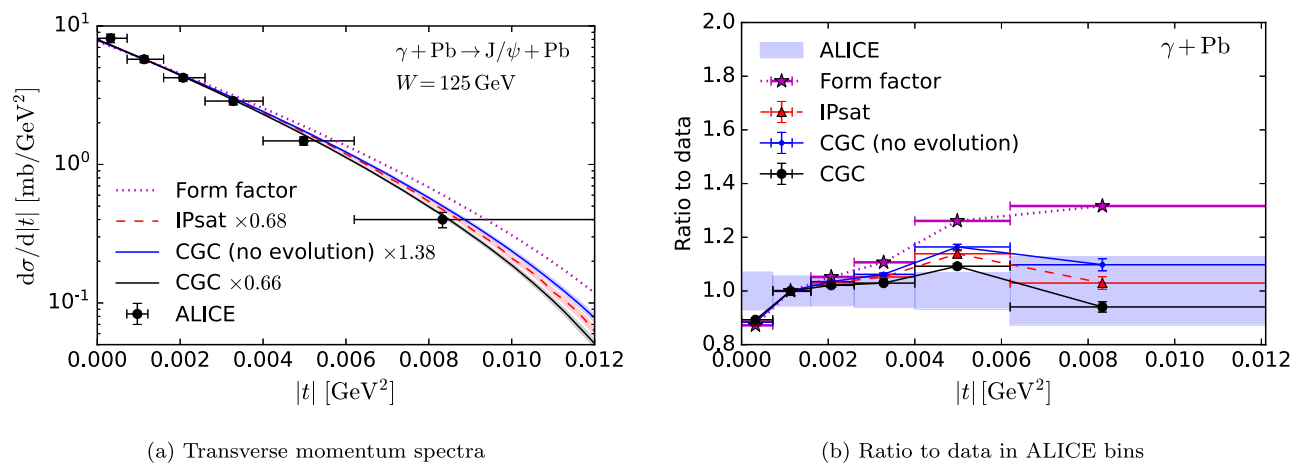 γ + Pb → J/ψ + Pb
W = 125 GeV
dσ/d|t| [mb/GeV²]
10¹
10⁰
10⁻¹
Form factor
IPsat ×0.68
CGC (no evolution) ×1.38
CGC ×0.66
ALICE
0.000 0.002 0.004 0.006 0.008 0.010 0.012
|t| [GeV²]
(a) Transverse momentum spectra
Ratio to data
2.0
1.8
1.6
1.4
1.2
1.0
0.8
ALICE
Form factor
IPsat
CGC (no evolution)
CGC
γ + Pb
0.000 0.002 0.004 0.006 0.008 0.010 0.012
|t| [GeV²]
(b) Ratio to data in ALICE bins